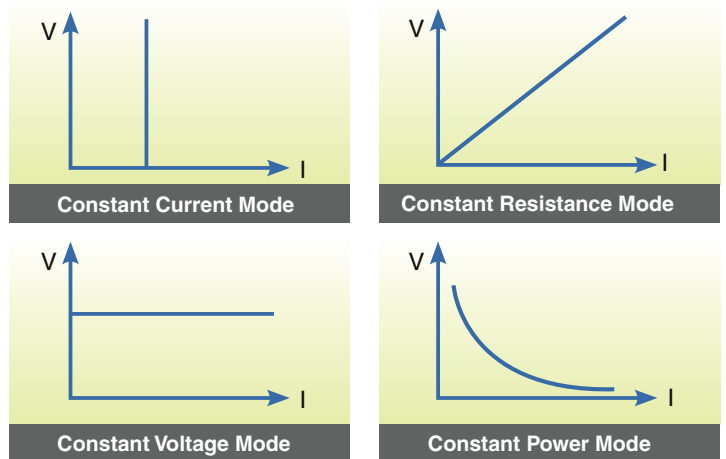 V
I
Constant Current Mode
V
I
Constant Resistance Mode
V
I
Constant Voltage Mode
V
I
Constant Power Mode